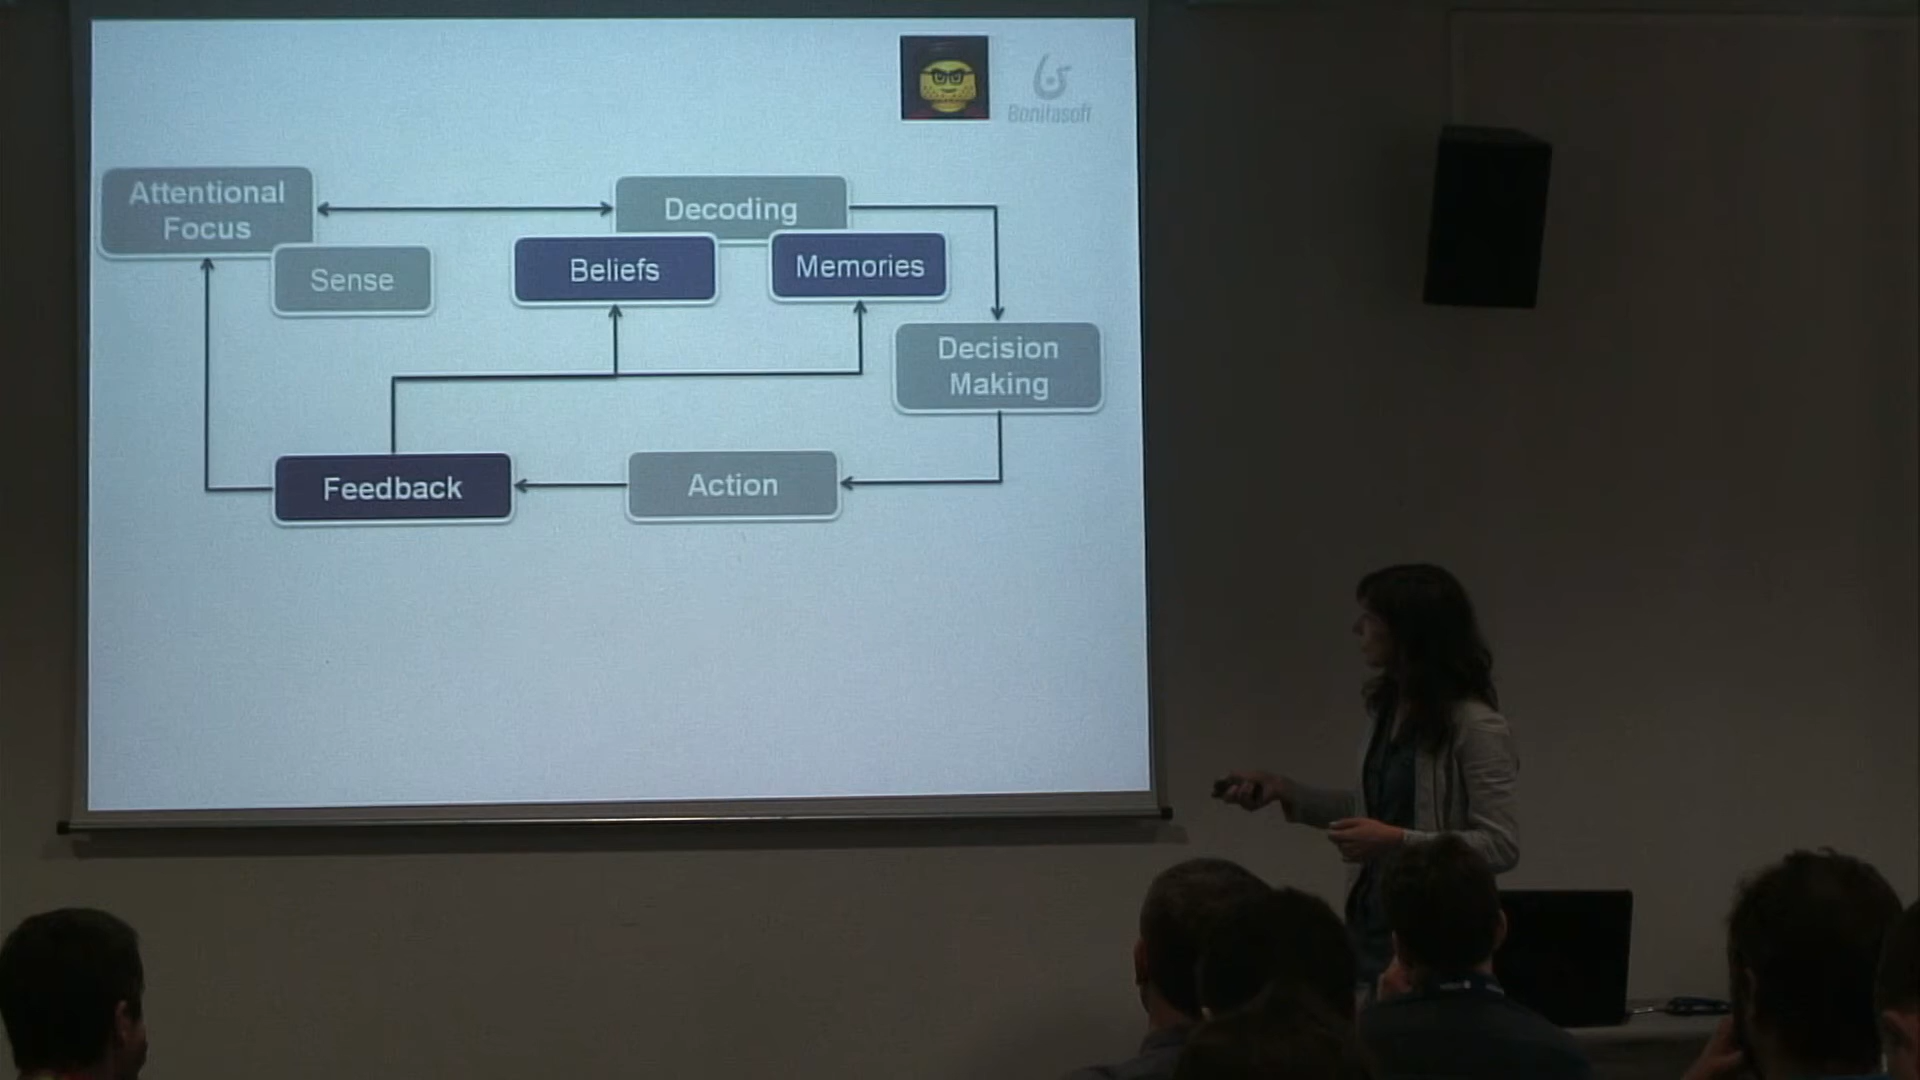 Bonitasoft
Attentional
Focus
Decoding
Sense
Beliefs
Memories
Decision
Making
Feedback
Action